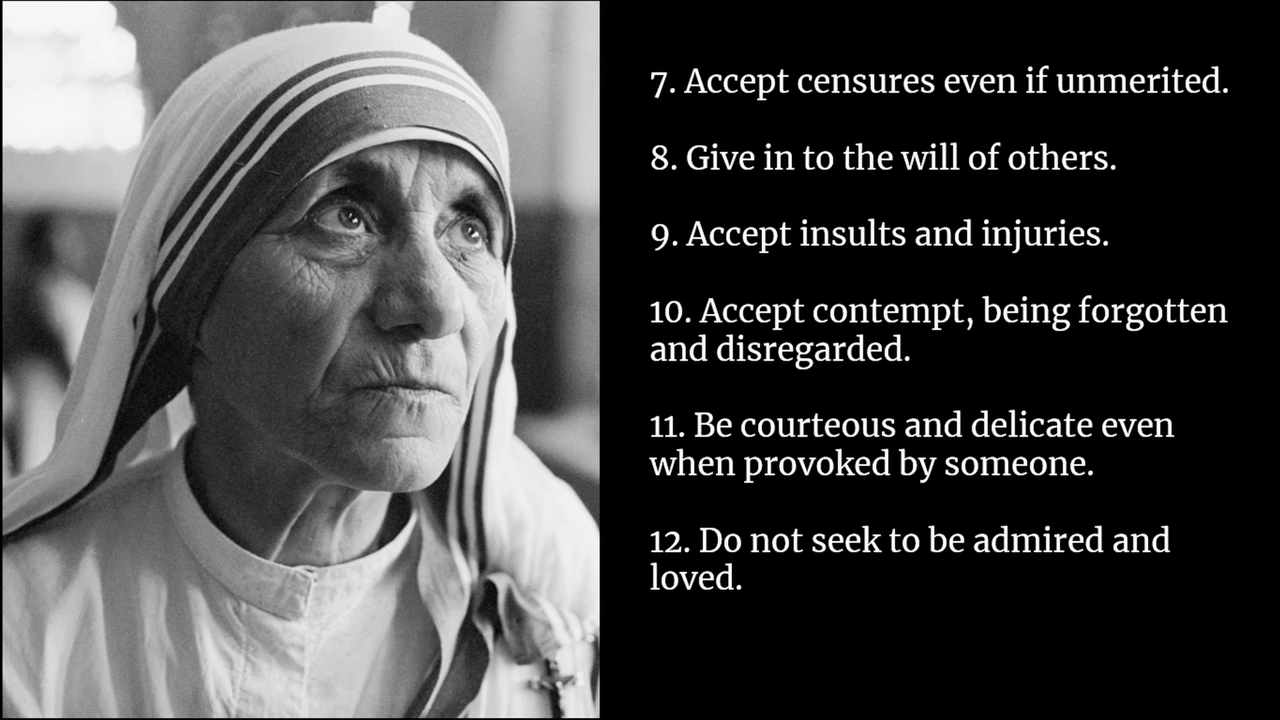 7. Accept censures even if unmerited.
8. Give in to the will of others.
9. Accept insults and injuries.
10. Accept contempt, being forgotten
and disregarded.
11. Be courteous and delicate even
when provoked by someone.
12. Do not seek to be admired and
loved.